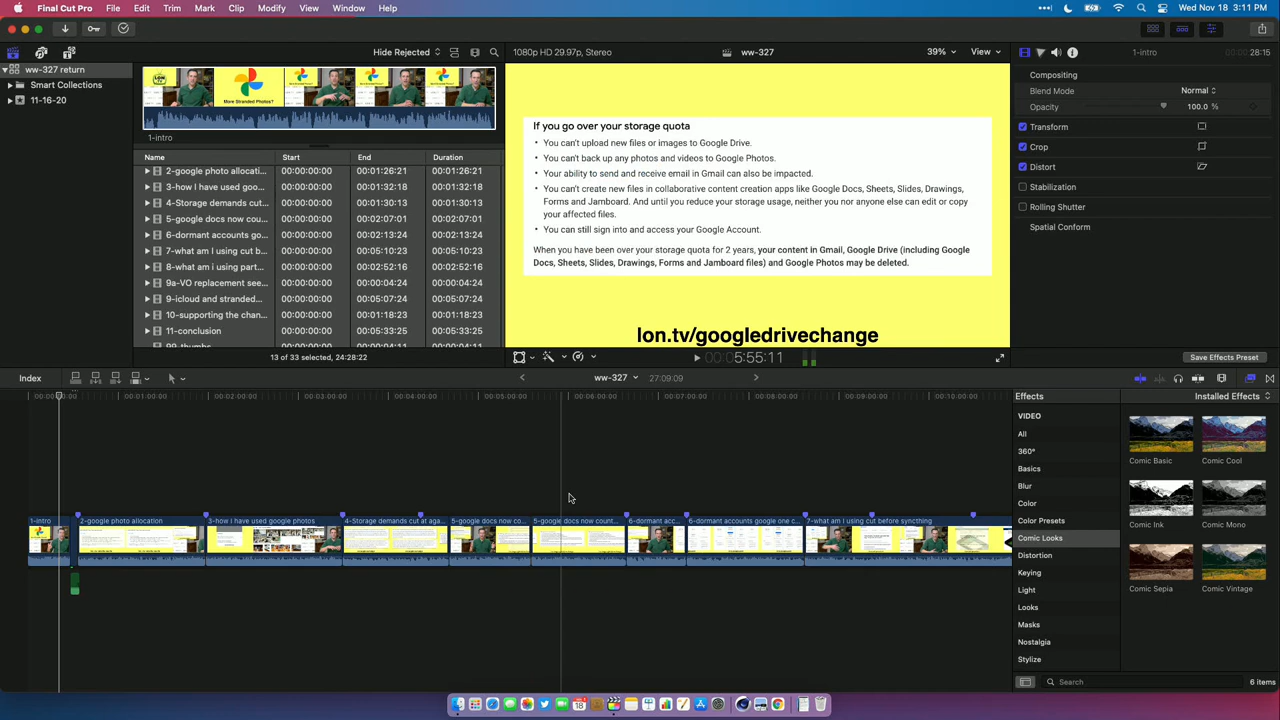 Final Cut Pro File Edit Trim Mark Clip Modify View Window Help
Wed Nov 18 3:11 PM
Hide Rejected
1080p HD 29.97p, Stereo
ww-327
39%
View
1-intro
28:15
ww-327 return
Smart Collections
11-16-20
More Stranded Photos?
1-intro
Name Start End Duration
2-google photo allocati... 00:00:00:00 00:01:26:21 00:01:26:21
3-how I have used goo... 00:00:00:00 00:01:32:18 00:01:32:18
4-Storage demands cut... 00:00:00:00 00:01:30:13 00:01:30:13
5-google docs now cou... 00:00:00:00 00:02:07:01 00:02:07:01
6-dormant accounts go... 00:00:00:00 00:02:06:23 00:02:06:23
7-what am i using cut b... 00:00:00:00 00:05:10:23 00:05:10:23
8-what am i using part... 00:00:00:00 00:02:52:16 00:02:52:16
9a-VO replacement see... 00:00:00:00 00:00:04:24 00:00:04:24
9-icloud and stranded... 00:00:00:00 00:05:07:24 00:05:07:24
10-supporting the chan... 00:00:00:00 00:01:18:23 00:01:18:23
11-conclusion 00:00:00:00 00:05:33:25 00:05:33:25
13 of 33 selected, 24:28:22
If you go over your storage quota
• You can't upload new files or images to Google Drive.
• You can't back up any photos and videos to Google Photos.
• Your ability to send and receive email in Gmail can also be impacted.
• You can't create new files in collaborative content creation apps like Google Docs, Sheets, Slides, Drawings,
Forms and Jamboard. And until you reduce your storage usage, neither you nor anyone else can edit or copy
your affected files.
• You can still sign into and access your Google Account.
When you have been over your storage quota for 2 years, your content in Gmail, Google Drive (including Google
Docs, Sheets, Slides, Drawings, Forms and Jamboard files) and Google Photos may be deleted.
lon.tv/googledrivechange
00:00:5:55:11
Compositing
Blend Mode Normal
Opacity 100.0 %
Transform
Crop
Distort
Stabilization
Rolling Shutter
Spatial Conform
Save Effects Preset
Index
ww-327 27:09:09
00:01:00:00 00:02:00:00 00:03:00:00 00:04:00:00 00:05:00:00 00:06:00:00 00:07:00:00 00:08:00:00 00:09:00:00 00:10:00:00
1-intro 2-google photo allocation 3-how I have used google photos 4-Storage demands cut at aga... 5-google docs now co... 5-google docs now count... 6-dormant acc... 6-dormant accounts google one c... 7-what am I using cut before syncthing
Effects
Installed Effects
VIDEO
All
360°
Basics
Blur
Color
Color Presets
Comic Looks
Distortion
Keying
Light
Looks
Masks
Nostalgia
Stylize
Comic Basic Comic Cool
Comic Ink Comic Mono
Comic Sepia Comic Vintage
Search
6 items